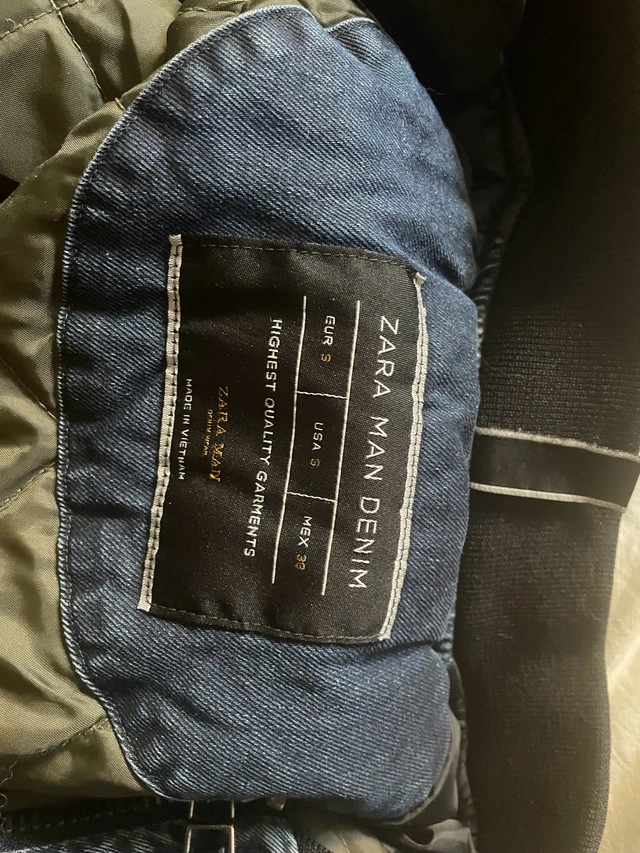 ZARA MAN DENIM
EUR S USA S MEX 38
HIGHEST QUALITY GARMENTS
ZARA MAN
MADE IN VIETNAM